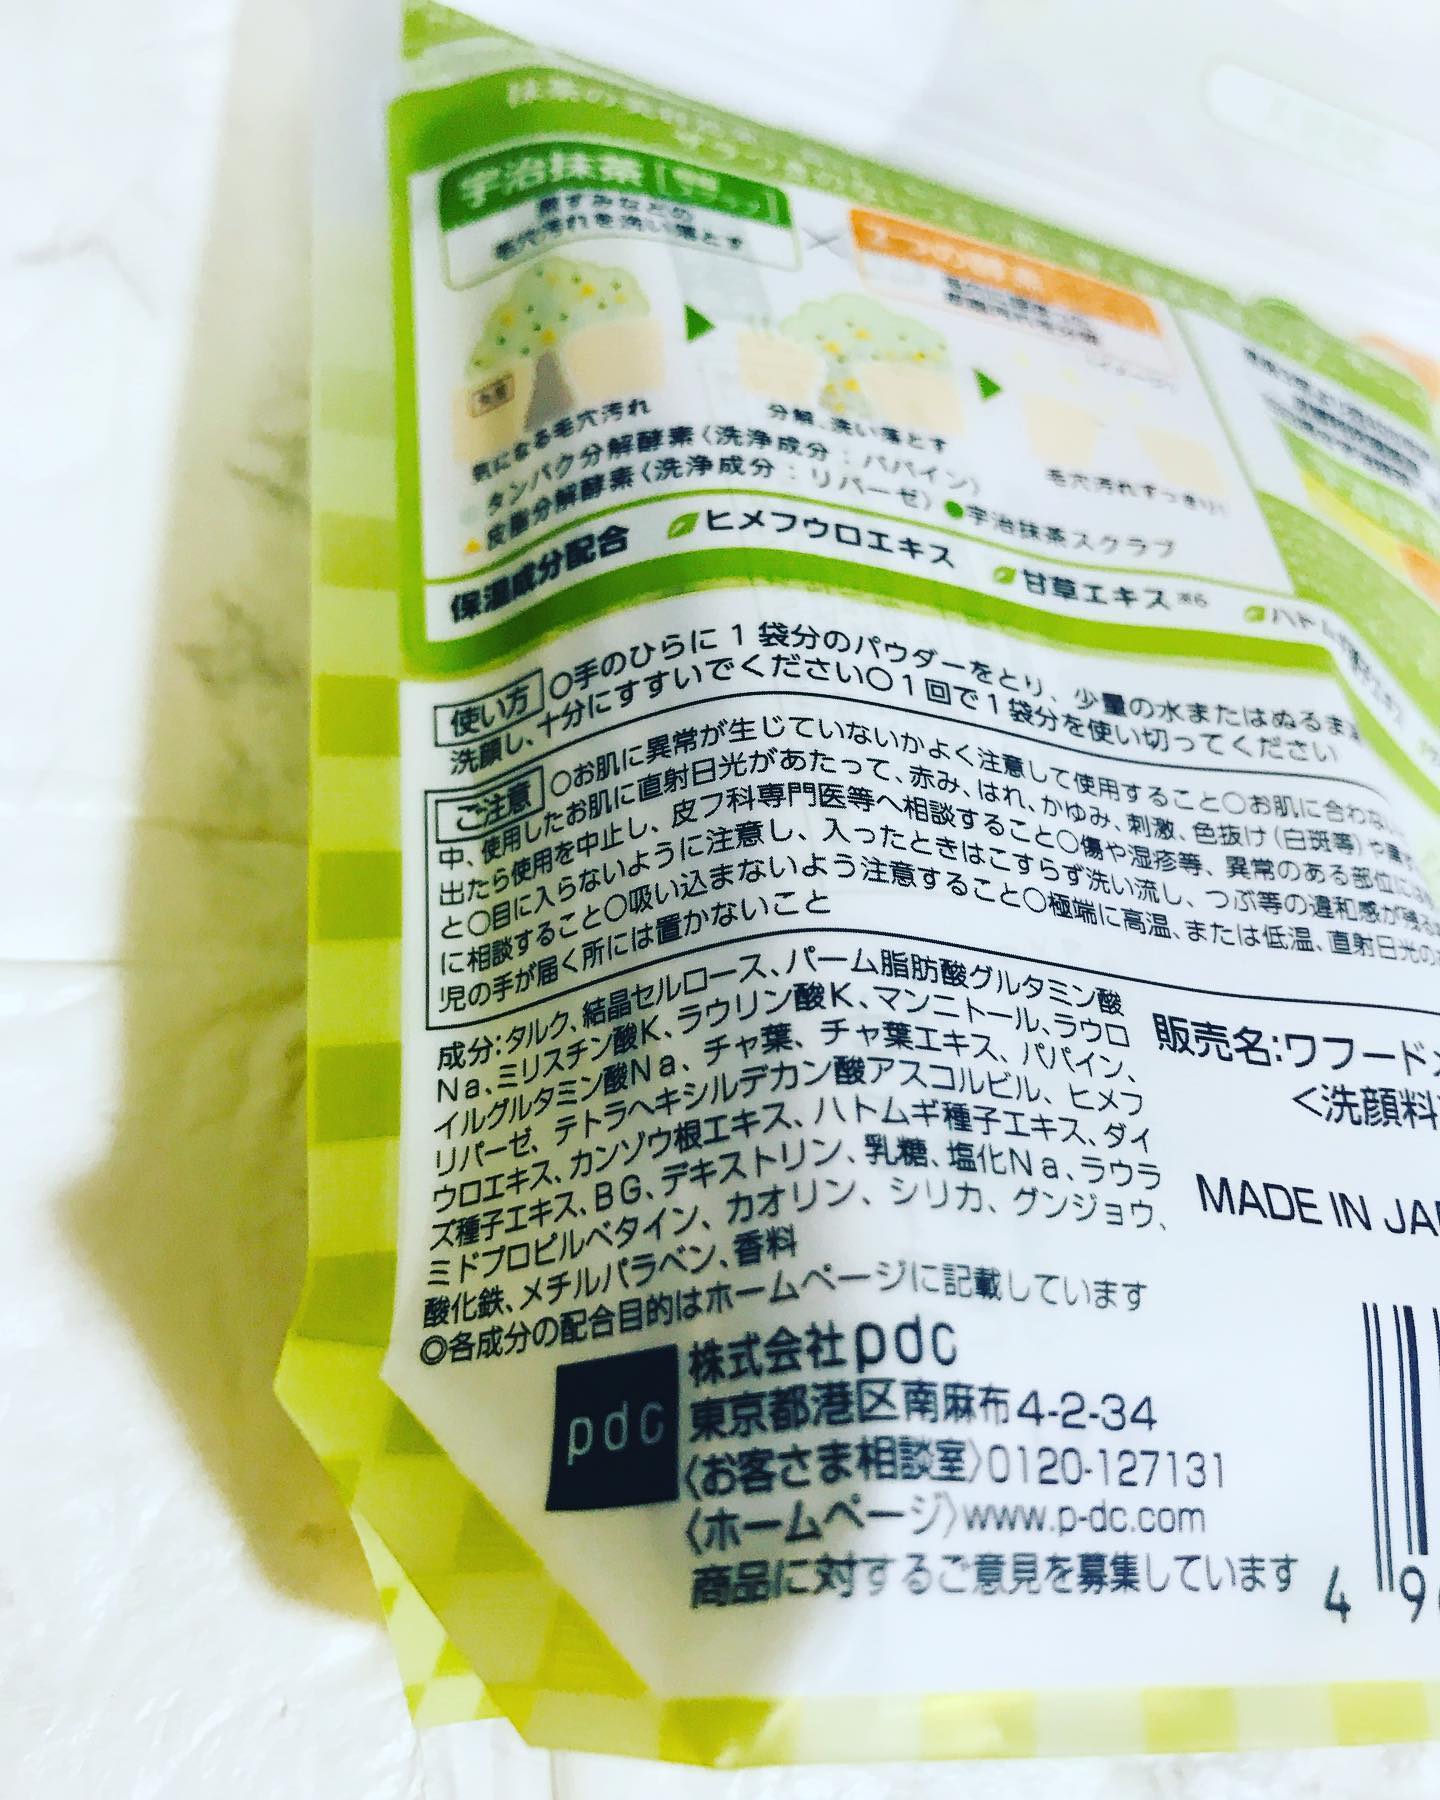 宇治抹茶
黒ずみなどの
毛穴汚れを洗い落とす
×
2つの酵素
角栓
気になる毛穴汚れ
分解、洗い落とす
毛穴汚れすっきり!
タンパク分解酵素〈洗浄成分:パパイン〉
皮脂分解酵素〈洗浄成分:リパーゼ〉 ●宇治抹茶スクラブ
保湿成分配合 ヒメフウロエキス 甘草エキス※6 ハトムギ
使い方 ○手のひらに1袋分のパウダーをとり、少量の水またはぬるま
洗顔し、十分にすすいでください○1回で1袋分を使い切ってください
ご注意 ○お肌に異常が生じていないかよく注意して使用すること○お肌に合わない
中、使用したお肌に直射日光があたって、赤み、はれ、かゆみ、刺激、色抜け(白斑等)や黒
出たら使用を中止し、皮フ科専門医等へ相談すること○傷や湿疹等、異常のある部位には
と○目に入らないように注意し、入ったときはこすらず洗い流し、つぶ等の違和感が残る
に相談すること○吸い込まないよう注意すること○極端に高温、または低温、直射日光の
児の手が届く所には置かないこと
成分:タルク、結晶セルロース、パーム脂肪酸グルタミン酸
Na、ミリスチン酸K、ラウリン酸K、マンニトール、ラウロ
イルグルタミン酸Na、チャ葉、チャ葉エキス、パパイン、
リパーゼ、テトラヘキシルデカン酸アスコルビル、ヒメフ
ウロエキス、カンゾウ根エキス、ハトムギ種子エキス、ダイ
ズ種子エキス、BG、デキストリン、乳糖、塩化Na、ラウラ
ミドプロピルベタイン、カオリン、シリカ、グンジョウ、
酸化鉄、メチルパラベン、香料
◎各成分の配合目的はホームページに記載しています
販売名:ワフード
<洗顔料
MADE IN JA
pdc
株式会社pdc
東京都港区南麻布4-2-34
〈お客さま相談室〉0120-127131
〈ホームページ〉www.p-dc.com
商品に対するご意見を募集しています
4 9